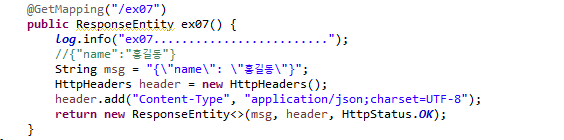 @GetMapping("/ex07")
public ResponseEntity ex07() {
log.info("ex07..........................");
//{"name":"홍길동"}
String msg = "{\"name\": \"홍길동\"}";
HttpHeaders header = new HttpHeaders();
header.add("Content-Type", "application/json;charset=UTF-8");
return new ResponseEntity<>(msg, header, HttpStatus.OK);
}